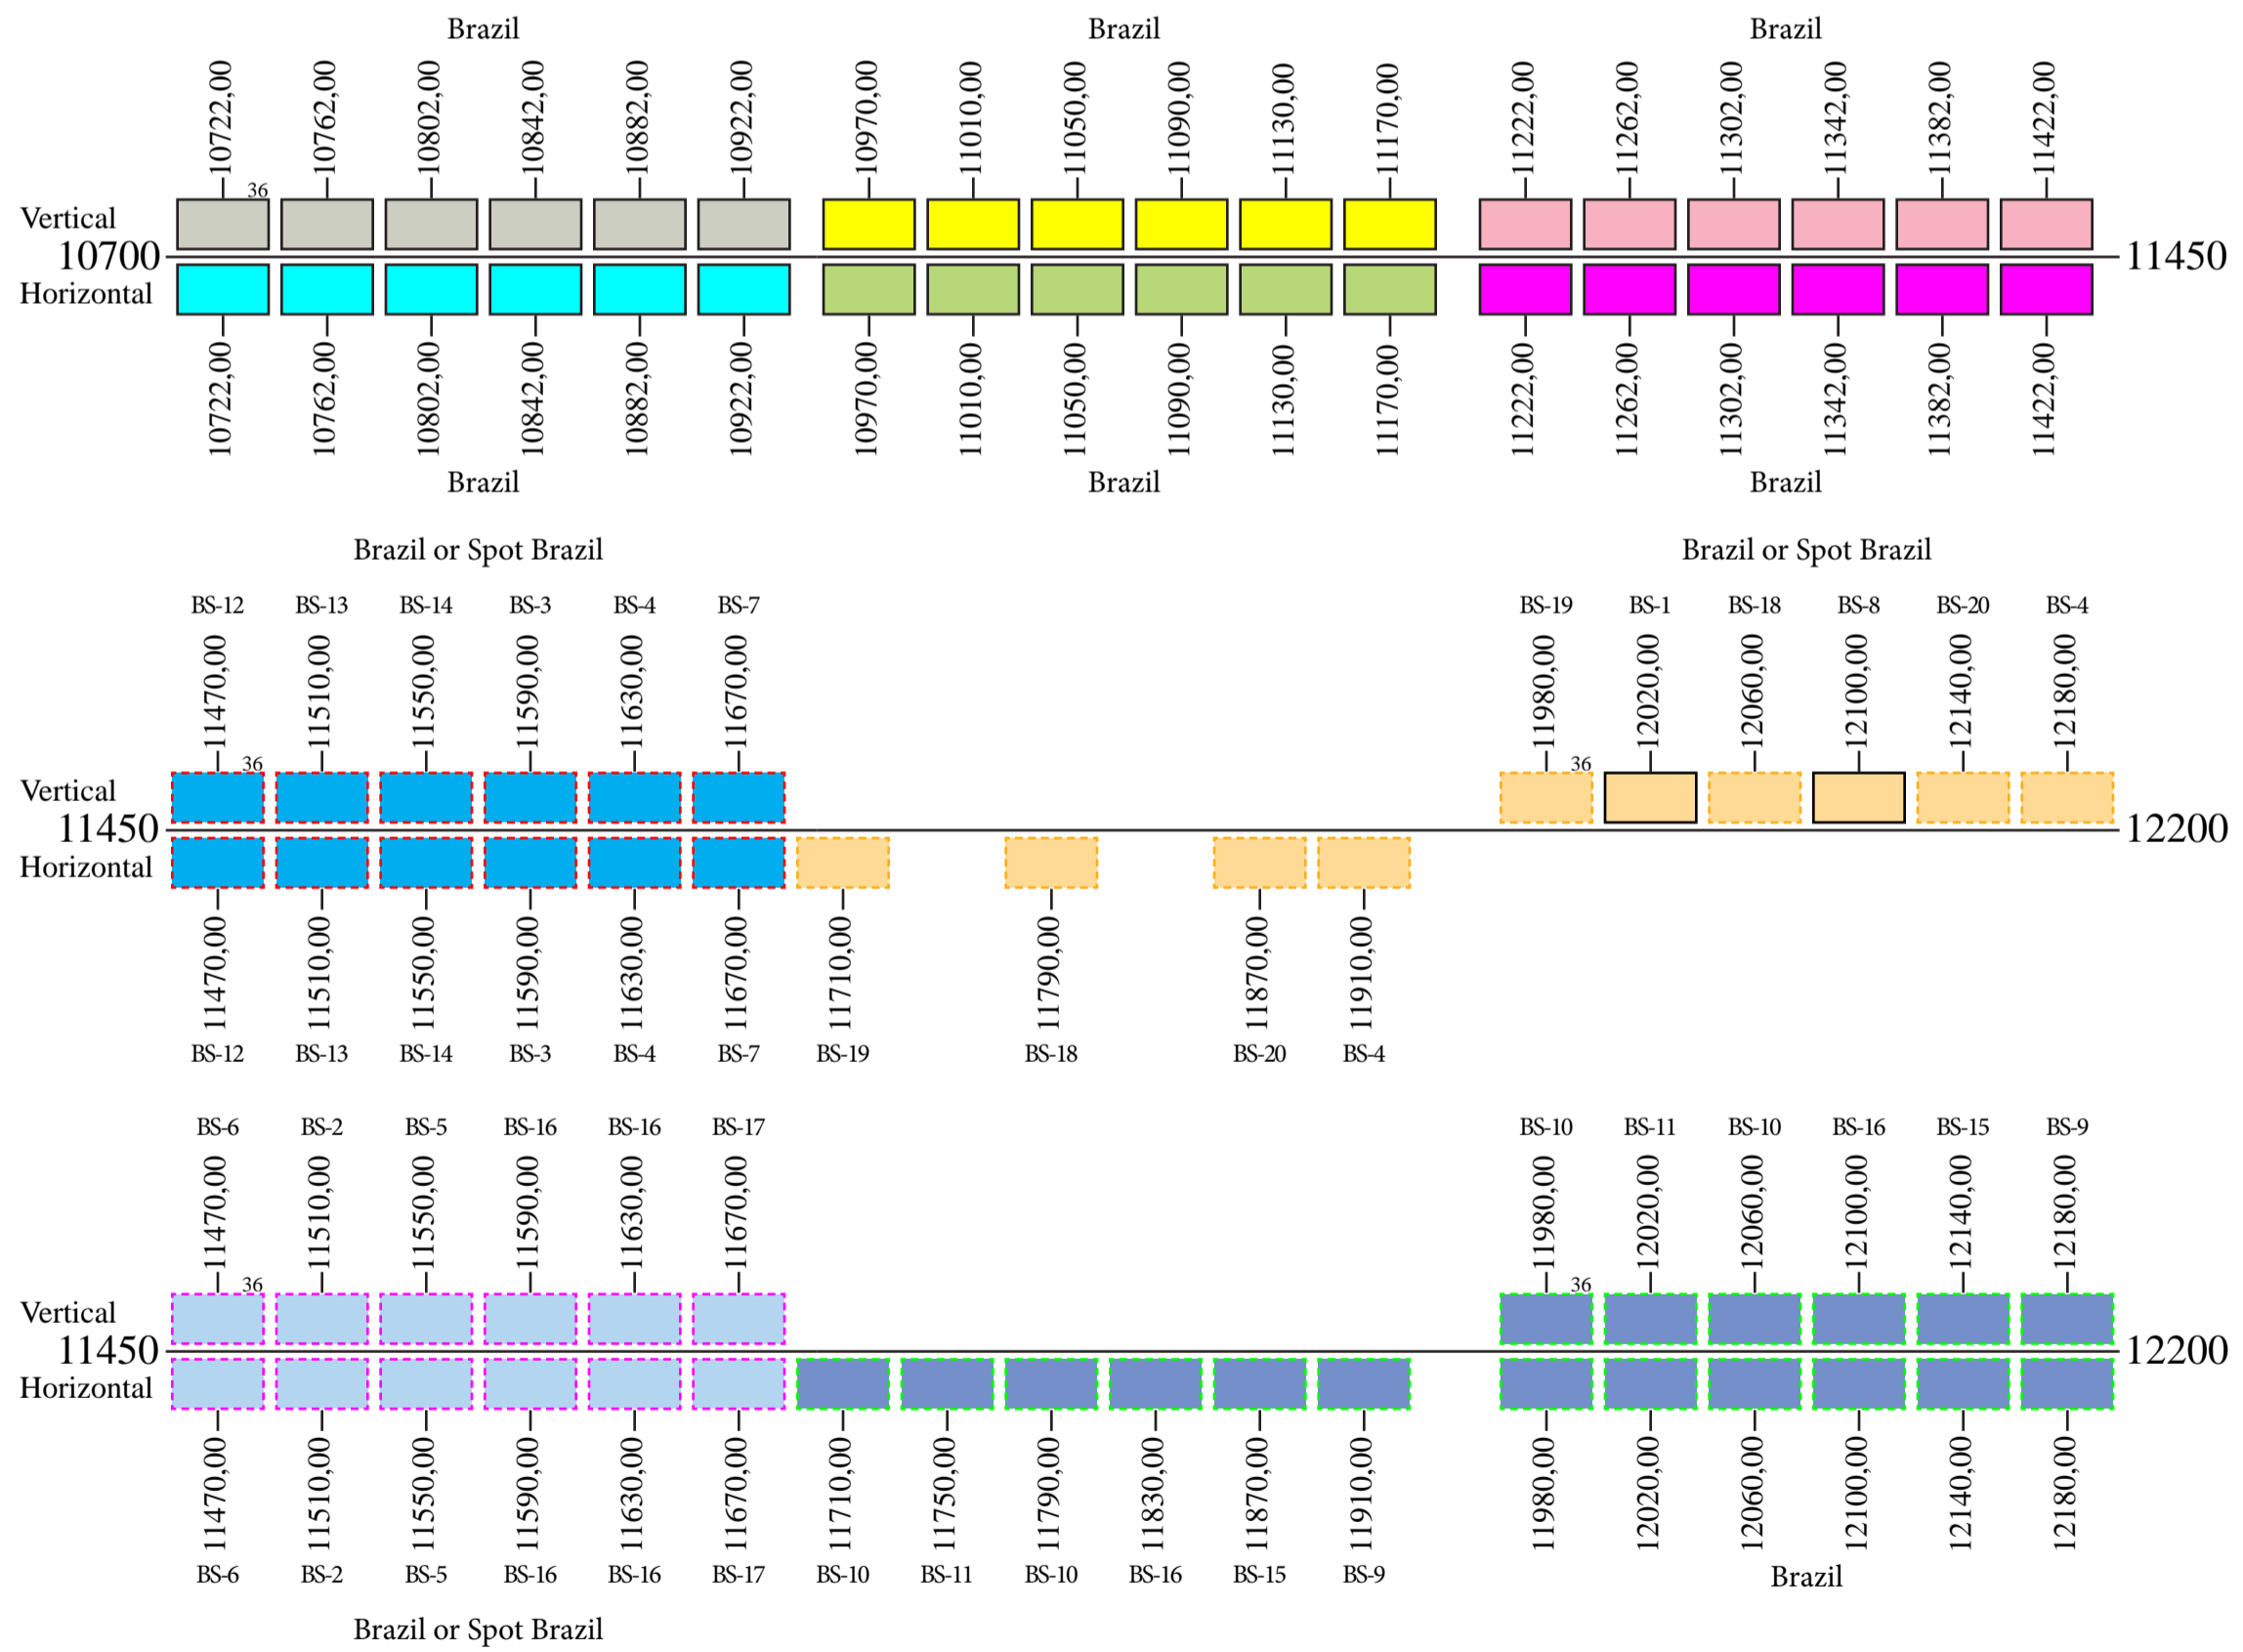 Brazil Brazil Brazil
10722,00 10762,00 10802,00 10842,00 10882,00 10922,00 10970,00 11010,00 11050,00 11090,00 11130,00 11170,00 11222,00 11262,00 11302,00 11342,00 11382,00 11422,00
36
Vertical
10700 11450
Horizontal
10722,00 10762,00 10802,00 10842,00 10882,00 10922,00 10970,00 11010,00 11050,00 11090,00 11130,00 11170,00 11222,00 11262,00 11302,00 11342,00 11382,00 11422,00
Brazil Brazil Brazil
Brazil or Spot Brazil Brazil or Spot Brazil
BS-12 BS-13 BS-14 BS-3 BS-4 BS-7 BS-19 BS-1 BS-18 BS-8 BS-20 BS-4
11470,00 11510,00 11550,00 11590,00 11630,00 11670,00 11980,00 12020,00 12060,00 12100,00 12140,00 12180,00
36 36
Vertical
11450 12200
Horizontal
11470,00 11510,00 11550,00 11590,00 11630,00 11670,00 11710,00 11790,00 11870,00 11910,00
BS-12 BS-13 BS-14 BS-3 BS-4 BS-7 BS-19 BS-18 BS-20 BS-4
BS-6 BS-2 BS-5 BS-16 BS-16 BS-17 BS-10 BS-11 BS-10 BS-16 BS-15 BS-9
11470,00 11510,00 11550,00 11590,00 11630,00 11670,00 11980,00 12020,00 12060,00 12100,00 12140,00 12180,00
36 36
Vertical
11450 12200
Horizontal
11470,00 11510,00 11550,00 11590,00 11630,00 11670,00 11710,00 11750,00 11790,00 11830,00 11870,00 11910,00 11980,00 12020,00 12060,00 12100,00 12140,00 12180,00
BS-6 BS-2 BS-5 BS-16 BS-16 BS-17 BS-10 BS-11 BS-10 BS-16 BS-15 BS-9 Brazil
Brazil or Spot Brazil